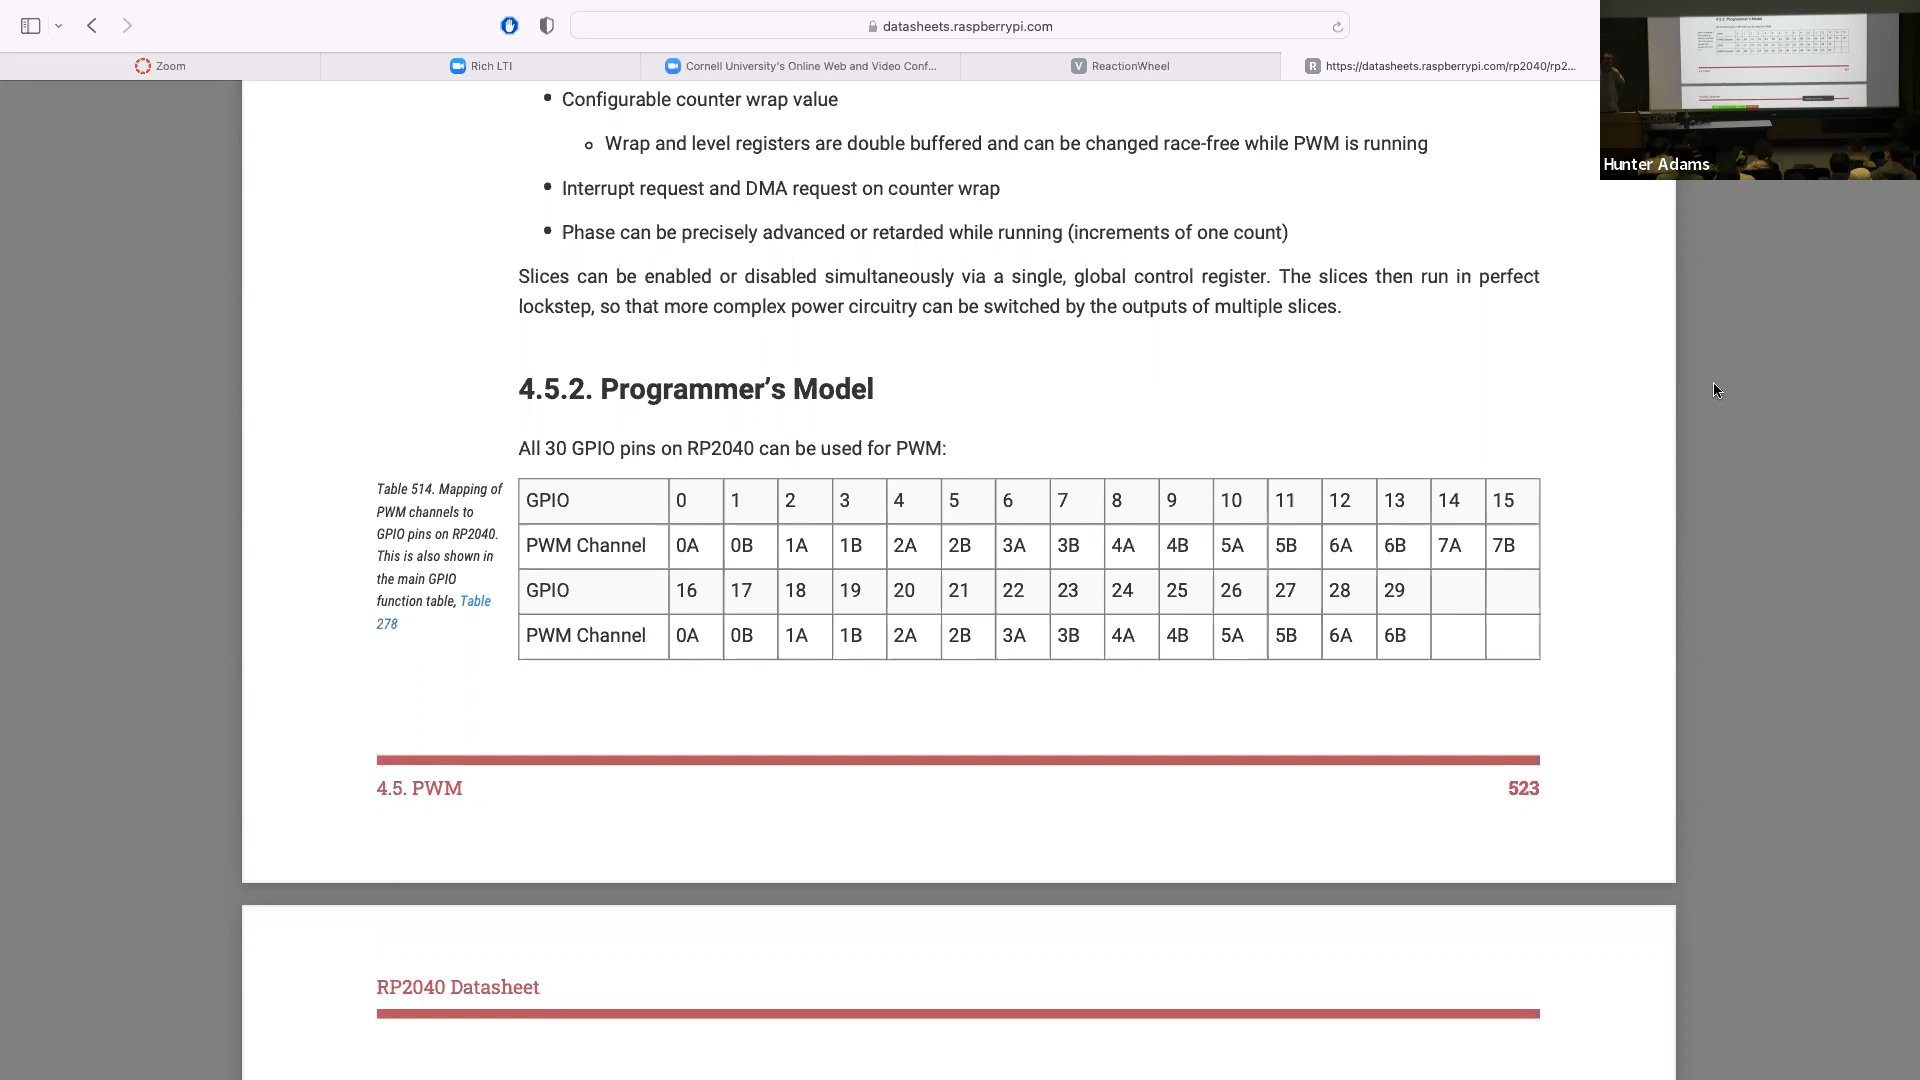 datasheets.raspberrypi.com
Zoom
Rich LTI
Cornell University's Online Web and Video Conf...
V ReactionWheel
R https://datasheets.raspberrypi.com/rp2040/rp2...
Hunter Adams
• Configurable counter wrap value
◦ Wrap and level registers are double buffered and can be changed race-free while PWM is running
• Interrupt request and DMA request on counter wrap
• Phase can be precisely advanced or retarded while running (increments of one count)
Slices can be enabled or disabled simultaneously via a single, global control register. The slices then run in perfect
lockstep, so that more complex power circuitry can be switched by the outputs of multiple slices.
4.5.2. Programmer’s Model
All 30 GPIO pins on RP2040 can be used for PWM:
Table 514. Mapping of
PWM channels to
GPIO pins on RP2040.
This is also shown in
the main GPIO
function table, Table
278
GPIO 0 1 2 3 4 5 6 7 8 9 10 11 12 13 14 15
PWM Channel 0A 0B 1A 1B 2A 2B 3A 3B 4A 4B 5A 5B 6A 6B 7A 7B
GPIO 16 17 18 19 20 21 22 23 24 25 26 27 28 29
PWM Channel 0A 0B 1A 1B 2A 2B 3A 3B 4A 4B 5A 5B 6A 6B
4.5. PWM 523
RP2040 Datasheet